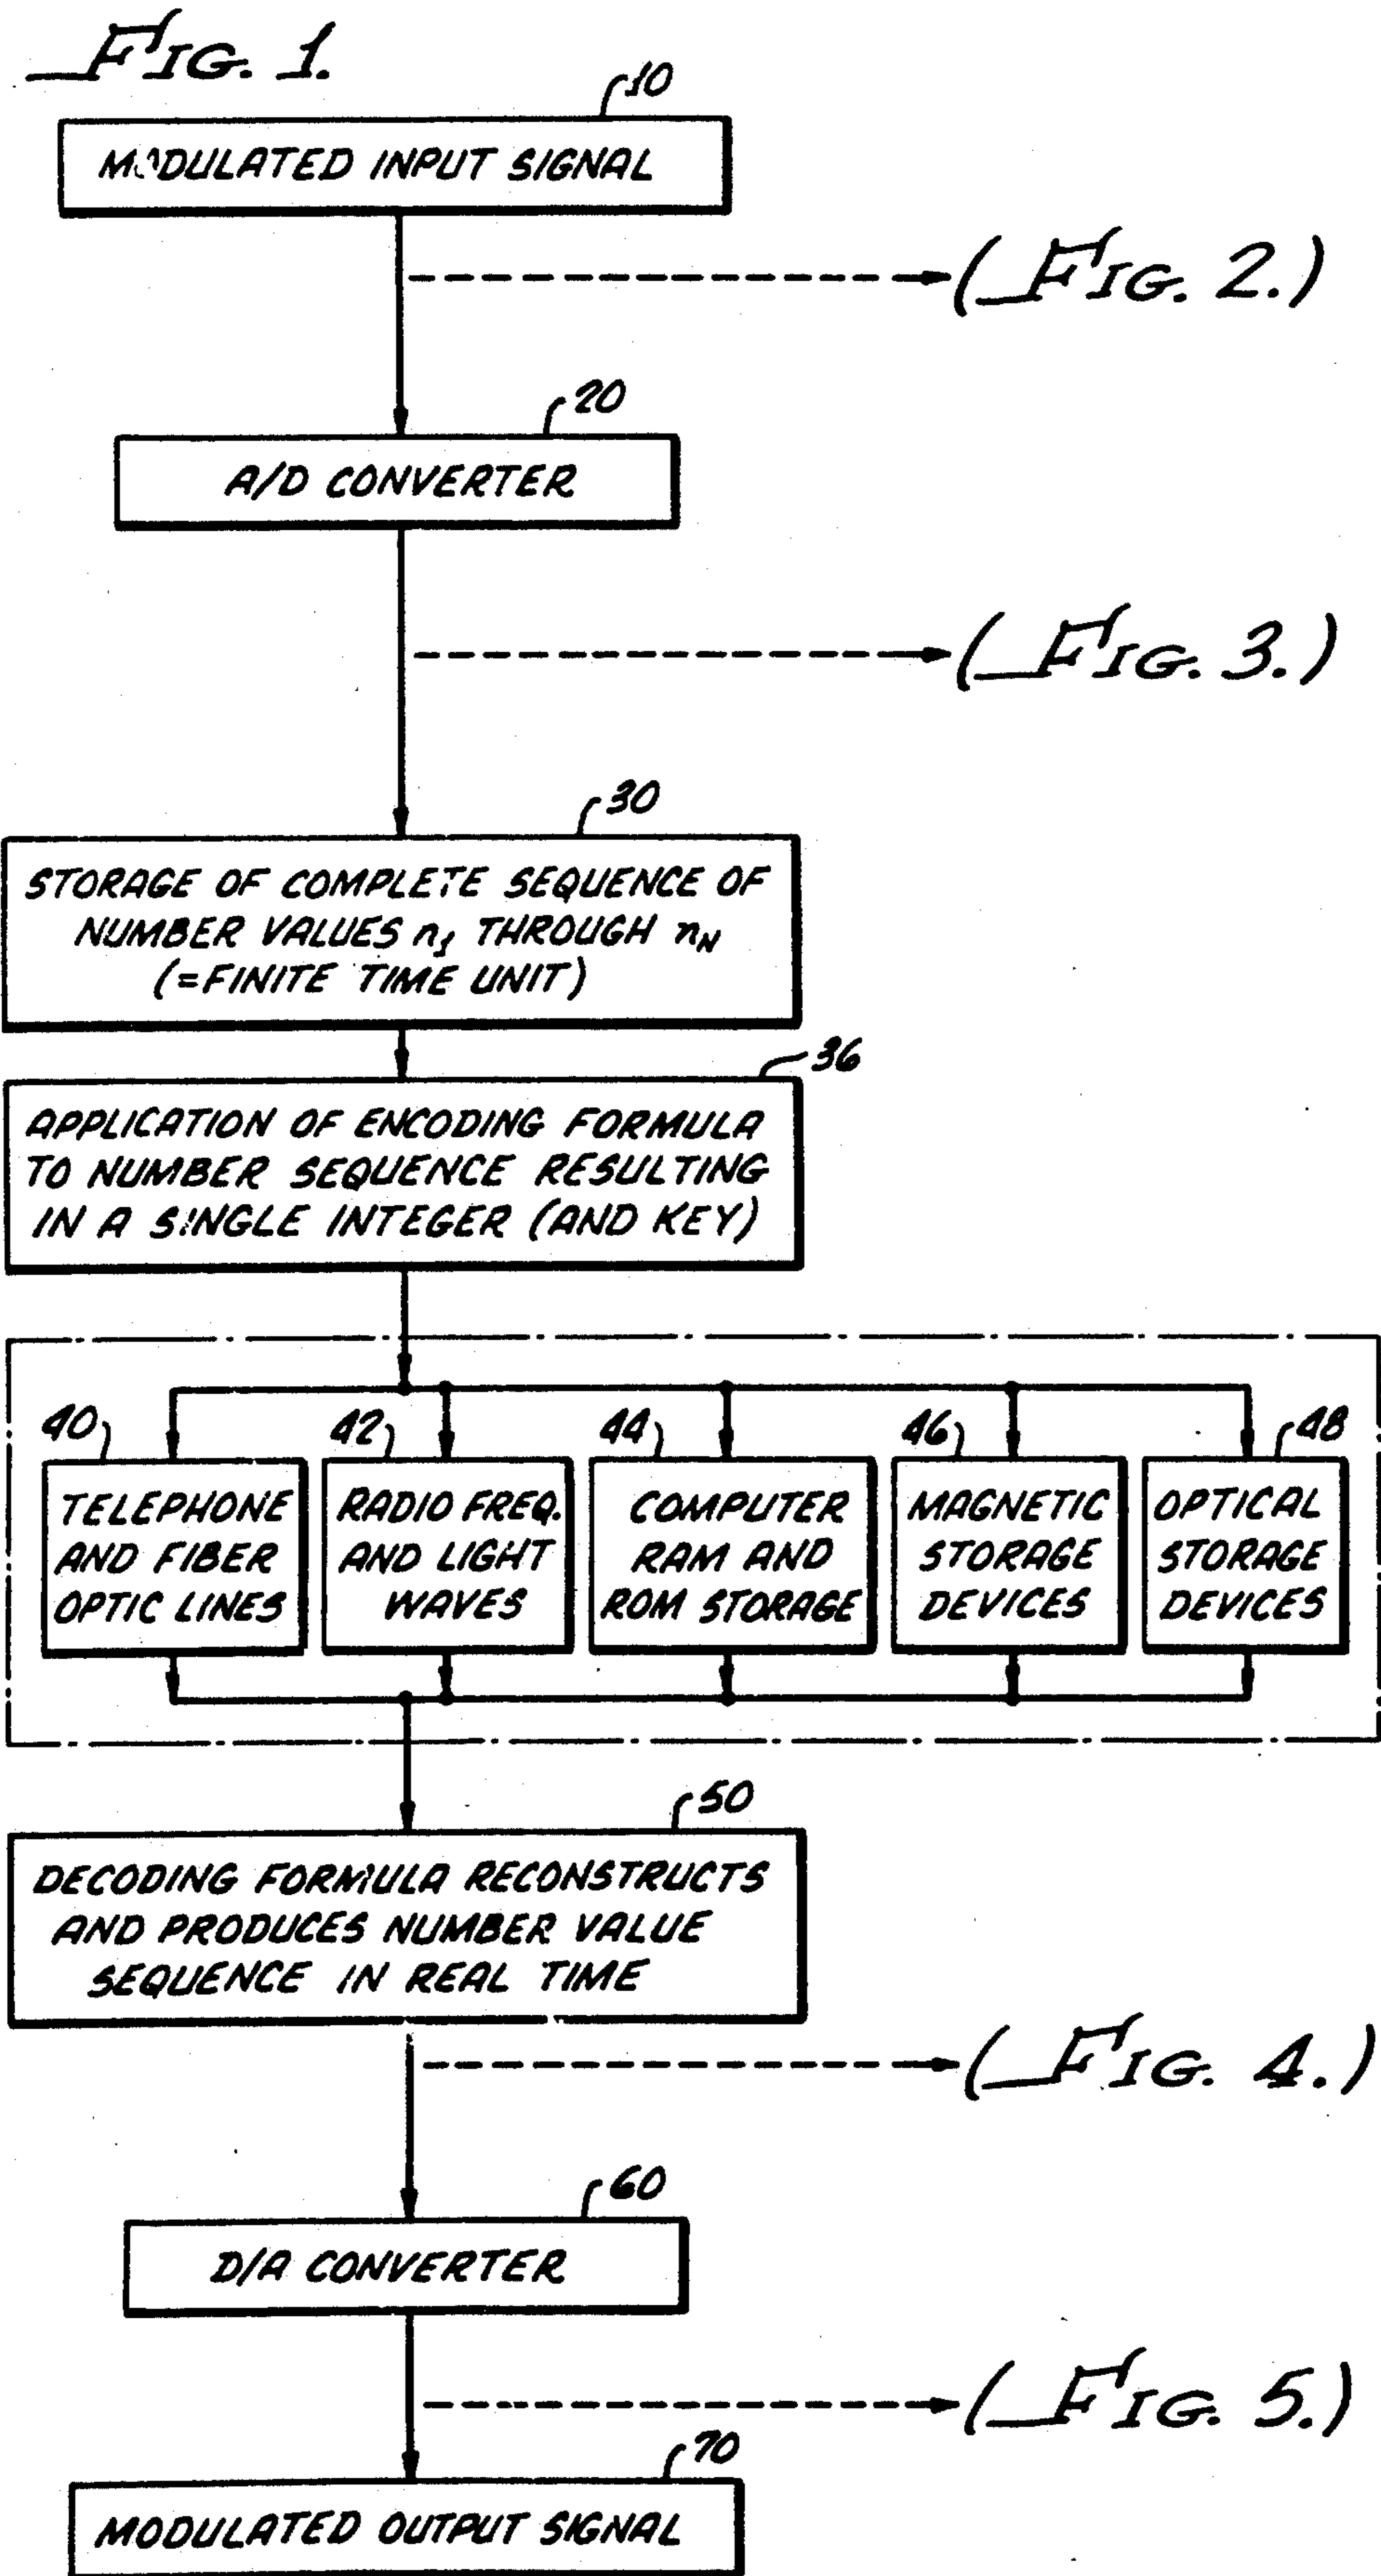 FIG. 1.
10
MODULATED INPUT SIGNAL
(FIG. 2.)
20
A/D CONVERTER
(FIG. 3.)
30
STORAGE OF COMPLETE SEQUENCE OF
NUMBER VALUES n1 THROUGH nN
(=FINITE TIME UNIT)
36
APPLICATION OF ENCODING FORMULA
TO NUMBER SEQUENCE RESULTING
IN A SINGLE INTEGER (AND KEY)
40
TELEPHONE
AND FIBER
OPTIC LINES
42
RADIO FREQ.
AND LIGHT
WAVES
44
COMPUTER
RAM AND
ROM STORAGE
46
MAGNETIC
STORAGE
DEVICES
48
OPTICAL
STORAGE
DEVICES
50
DECODING FORMULA RECONSTRUCTS
AND PRODUCES NUMBER VALUE
SEQUENCE IN REAL TIME
(FIG. 4.)
60
D/A CONVERTER
(FIG. 5.)
70
MODULATED OUTPUT SIGNAL